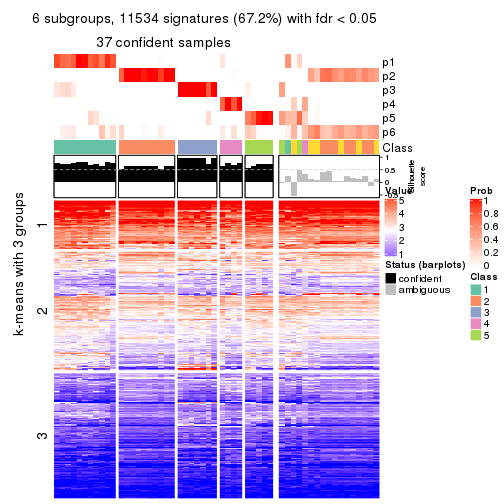 6 subgroups, 11534 signatures (67.2%) with fdr < 0.05
37 confident samples
p1
p2
p3
p4
p5
p6
Class
1
0.5
0
-0.5
Silhouette
score
k-means with 3 groups
1
2
3
Value
5
4
3
2
1
Status (barplots)
confident
ambiguous
Prob
1
0.8
0.6
0.4
0.2
0
Class
1
2
3
4
5